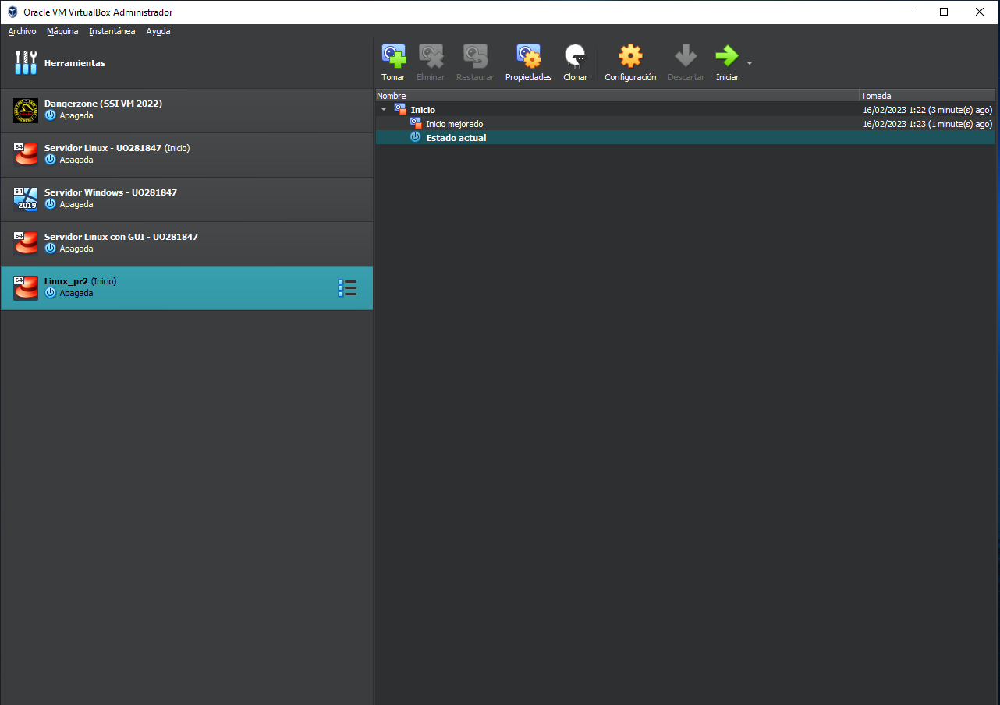 Oracle VM VirtualBox Administrador
Archivo Máquina Instantánea Ayuda
Herramientas
Tomar Eliminar Restaurar Propiedades Clonar Configuración Descartar Iniciar
Dangerzone (SSI VM 2022)
Apagada
64
Servidor Linux - UO281847 (Inicio)
Apagada
64
2019
Servidor Windows - UO281847
Apagada
64
Servidor Linux con GUI - UO281847
Apagada
64
Linux_pr2 (Inicio)
Apagada
Nombre Tomada
Inicio 16/02/2023 1:22 (3 minute(s) ago)
Inicio mejorado 16/02/2023 1:23 (1 minute(s) ago)
Estado actual